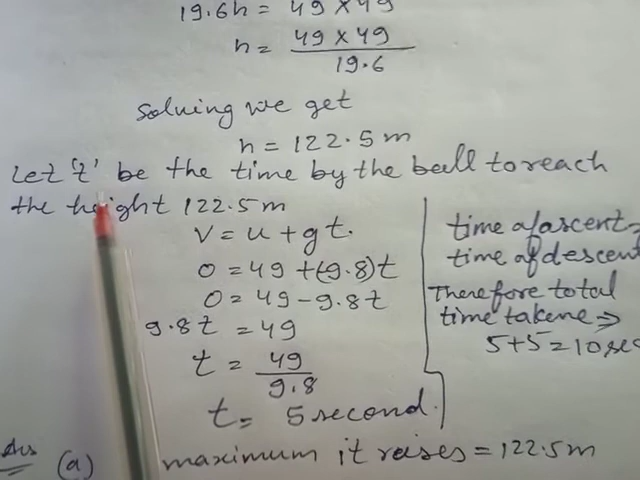 19.6h = 49 x 49
h = 49 x 49
19.6
Solving we get
h = 122.5 m
Let 't' be the time by the ball to reach
the height 122.5 m
V = u + g t.
0 = 49 + (-9.8) t
0 = 49 - 9.8 t
9.8 t = 49
t = 49
9.8
t = 5 second.
time of ascent =
time of descent
Therefore total
time takene ⇒
5+5=10 sec
Ans (a) maximum it raises = 122.5 m